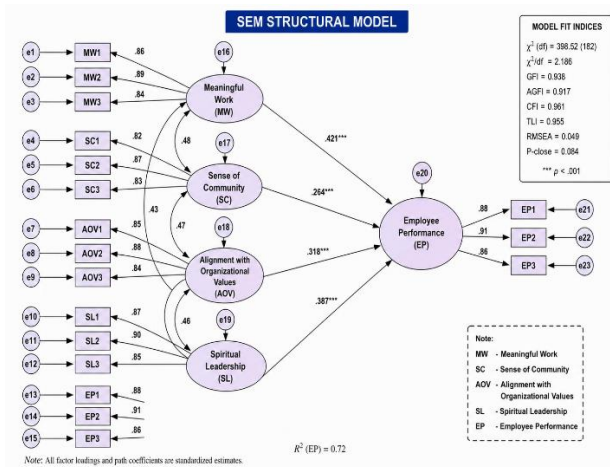 SEM STRUCTURAL MODEL
MODEL FIT INDICES
χ² (df) = 398.52 (182)
χ²/df = 2.186
GFI = 0.938
AGFI = 0.917
CFI = 0.961
TLI = 0.955
RMSEA = 0.049
P-close = 0.084
*** p < .001
e1 MW1 .86
e2 MW2 .89
e3 MW3 .84
e16
Meaningful
Work
(MW)
.48
.421***
e4 SC1 .82
e5 SC2 .87
e6 SC3 .83
e17
Sense of
Community
(SC)
.43
.47
.264***
e20
Employee
Performance
(EP)
.88 EP1 e21
.91 EP2 e22
.86 EP3 e23
e7 AOV1 .85
e8 AOV2 .88
e9 AOV3 .84
e18
Alignment with
Organizational
Values
(AOV)
.318***
.46
e10 SL1 .87
e11 SL2 .90
e12 SL3 .85
e19
Spiritual
Leadership
(SL)
.387***
e13 EP1 .88
e14 EP2 .91
e15 EP3 .86
Note:
MW - Meaningful Work
SC - Sense of Community
AOV - Alignment with
Organizational Values
SL - Spiritual Leadership
EP - Employee Performance
R² (EP) = 0.72
Note: All factor loadings and path coefficients are standardized estimates.